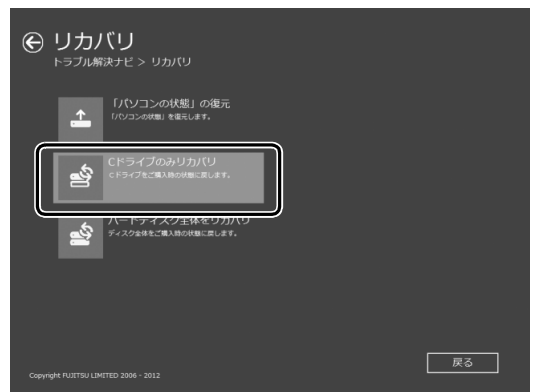 リカバリ
トラブル解決ナビ > リカバリ
「パソコンの状態」の復元
「パソコンの状態」を復元します。
Cドライブのみリカバリ
Cドライブをご購入時の状態に戻します。
ハードディスク全体をリカバリ
ディスク全体をご購入時の状態に戻します。
戻る
Copyright FUJITSU LIMITED 2006 - 2012